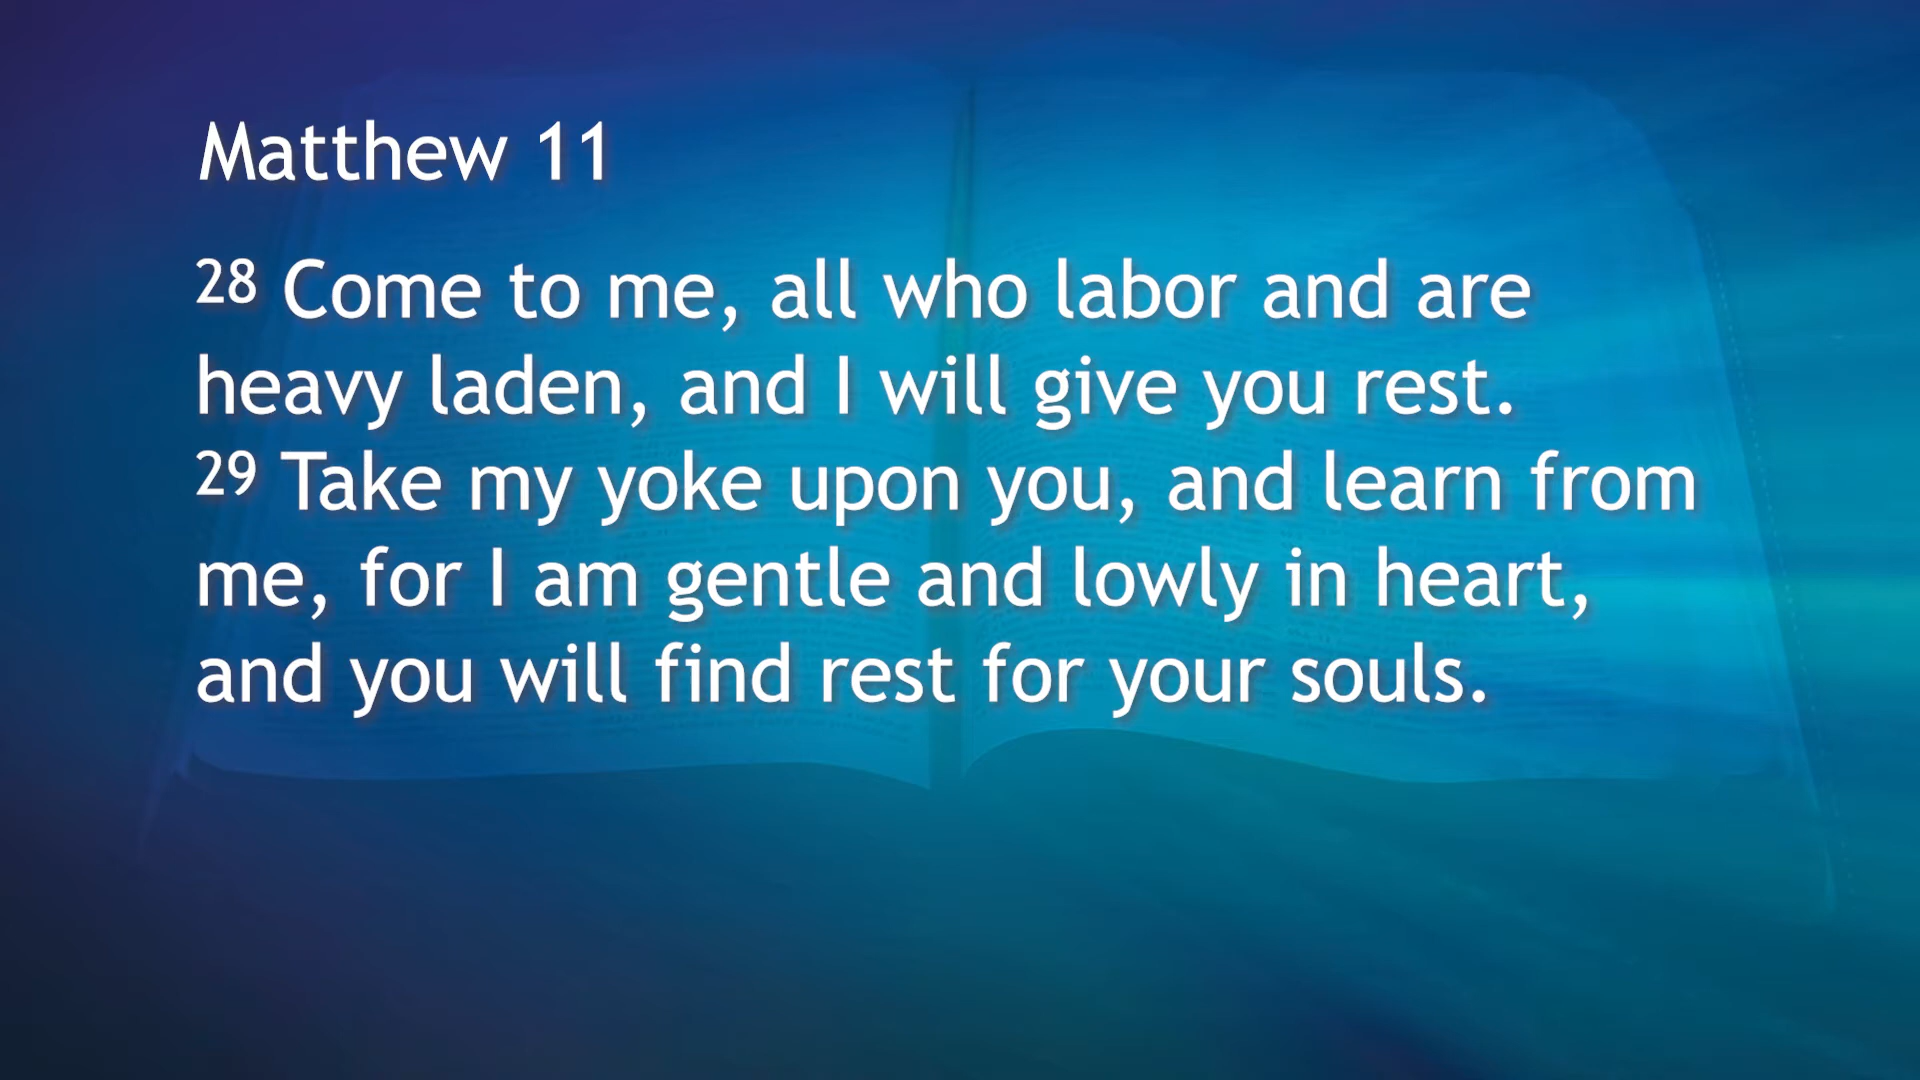 Matthew 11
28 Come to me, all who labor and are
heavy laden, and I will give you rest.
29 Take my yoke upon you, and learn from
me, for I am gentle and lowly in heart,
and you will find rest for your souls.